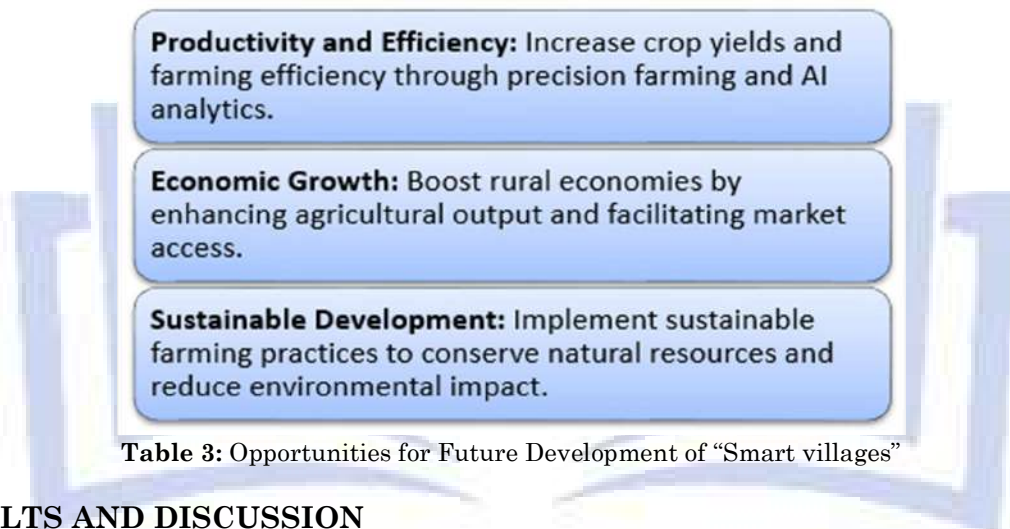 Productivity and Efficiency: Increase crop yields and
farming efficiency through precision farming and AI
analytics.
Economic Growth: Boost rural economies by
enhancing agricultural output and facilitating market
access.
Sustainable Development: Implement sustainable
farming practices to conserve natural resources and
reduce environmental impact.
Table 3: Opportunities for Future Development of “Smart villages”
LTS AND DISCUSSION